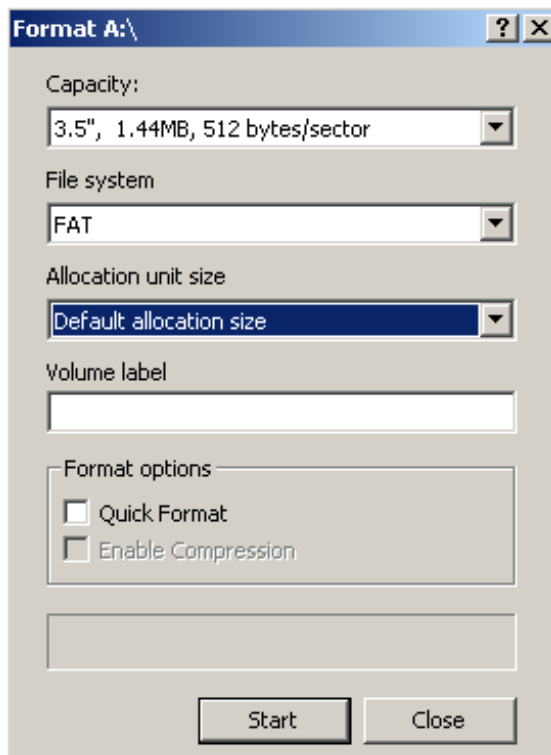 Format A:\
Capacity:
3.5", 1.44MB, 512 bytes/sector
File system
FAT
Allocation unit size
Default allocation size
Volume label
Format options
Quick Format
Enable Compression
Start Close